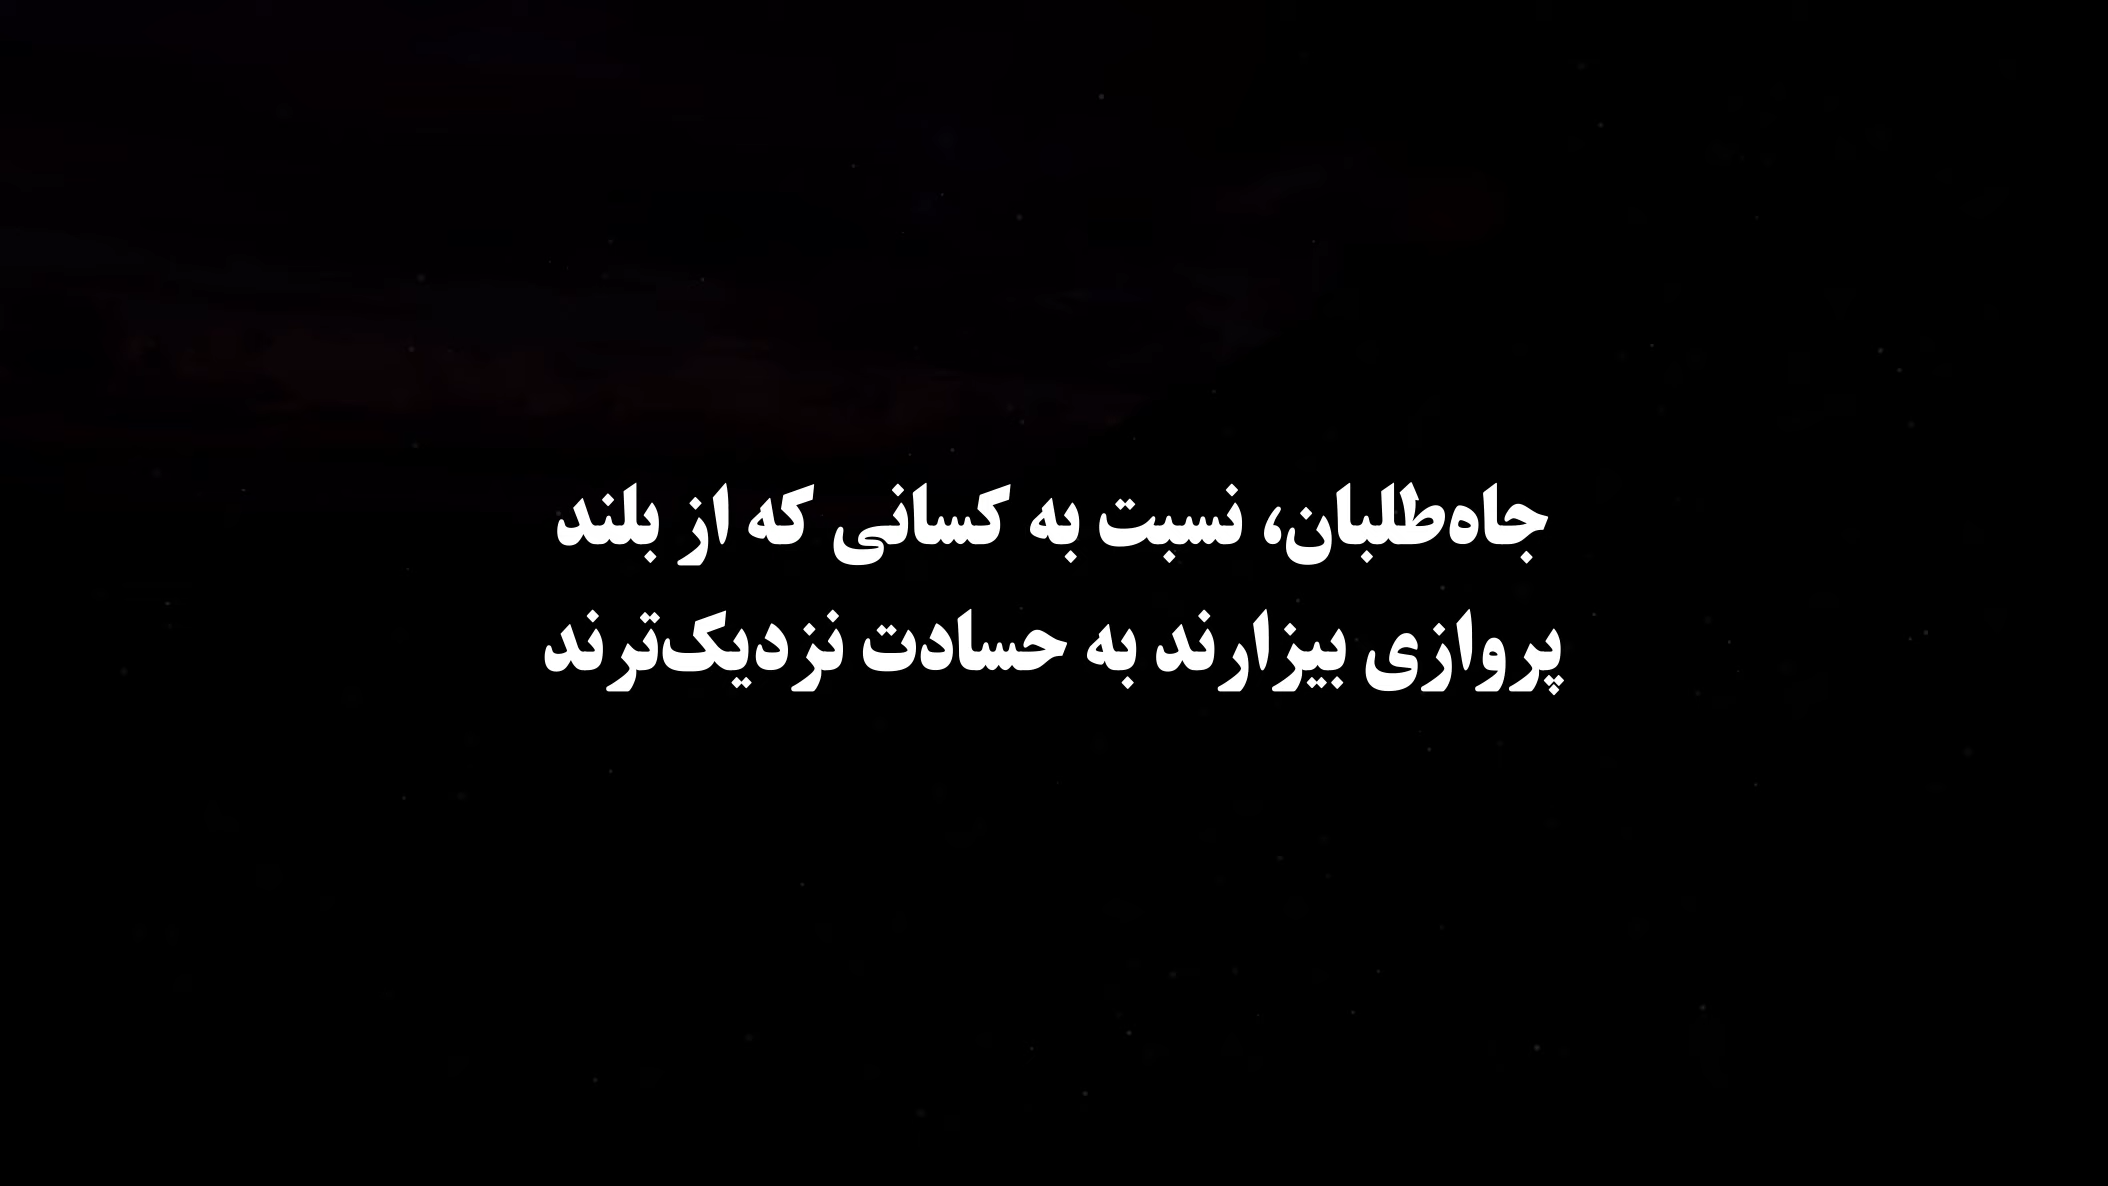 جاه‌طلبان، نسبت به کسانی که از بلند
پروازی بیزارند به حسادت نزدیک‌ترند